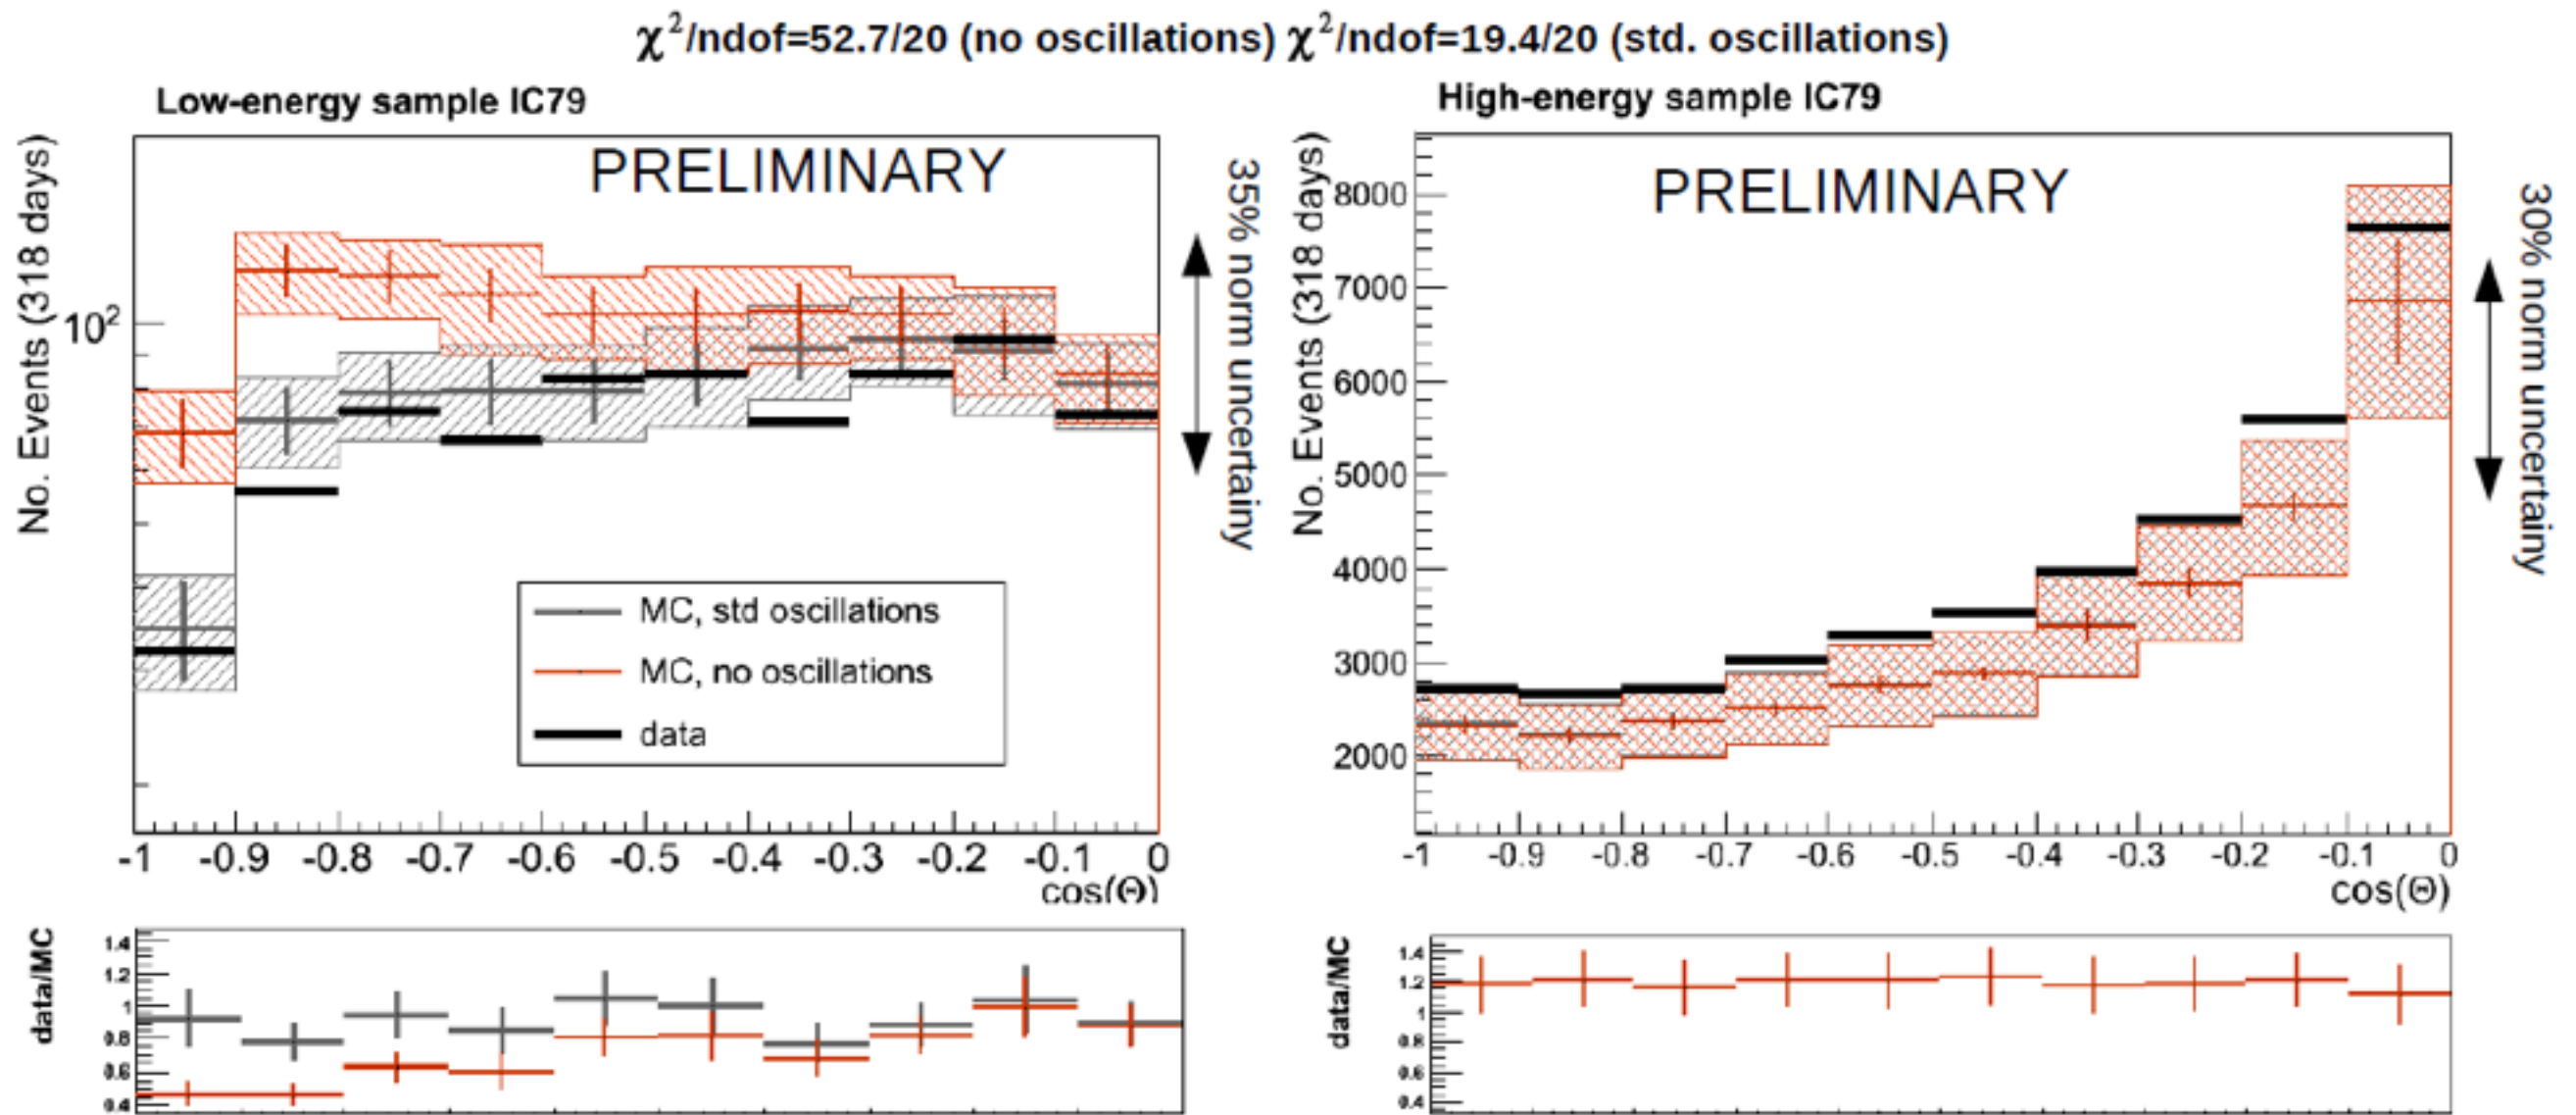 χ²/ndof=52.7/20 (no oscillations) χ²/ndof=19.4/20 (std. oscillations)
Low-energy sample IC79
PRELIMINARY
No. Events (318 days)
10²
35% norm uncertainy
MC, std oscillations
MC, no oscillations
data
-1 -0.9 -0.8 -0.7 -0.6 -0.5 -0.4 -0.3 -0.2 -0.1 0
cos(Θ)
data/MC
1.4
1.2
1
0.8
0.6
0.4
High-energy sample IC79
PRELIMINARY
No. Events (318 days)
8000
7000
6000
5000
4000
3000
2000
30% norm uncertainy
-1 -0.9 -0.8 -0.7 -0.6 -0.5 -0.4 -0.3 -0.2 -0.1 0
cos(Θ)
data/MC
1.4
1.2
1
0.8
0.6
0.4